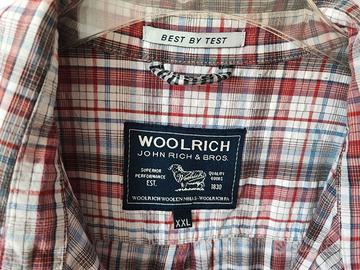 BEST BY TEST
WOOLRICH
JOHN RICH & BROS.
SUPERIOR
PERFORMANCE
EST.
Woolrich
QUALITY
GOODS
1830
WOOLRICH WOOLEN MILLS - WOOLRICH PA
XXL